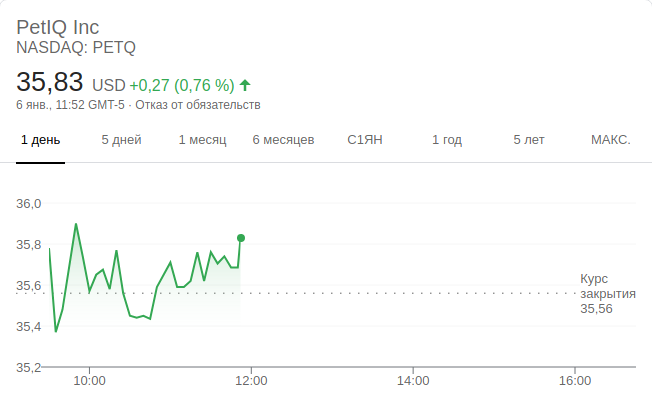 PetIQ Inc
NASDAQ: PETQ
35,83 USD +0,27 (0,76 %)
6 янв., 11:52 GMT-5 · Отказ от обязательств
1 день 5 дней 1 месяц 6 месяцев С1ЯН 1 год 5 лет МАКС.
36,0
35,8
35,6
35,4
35,2
Курс
закрытия
35,56
10:00 12:00 14:00 16:00